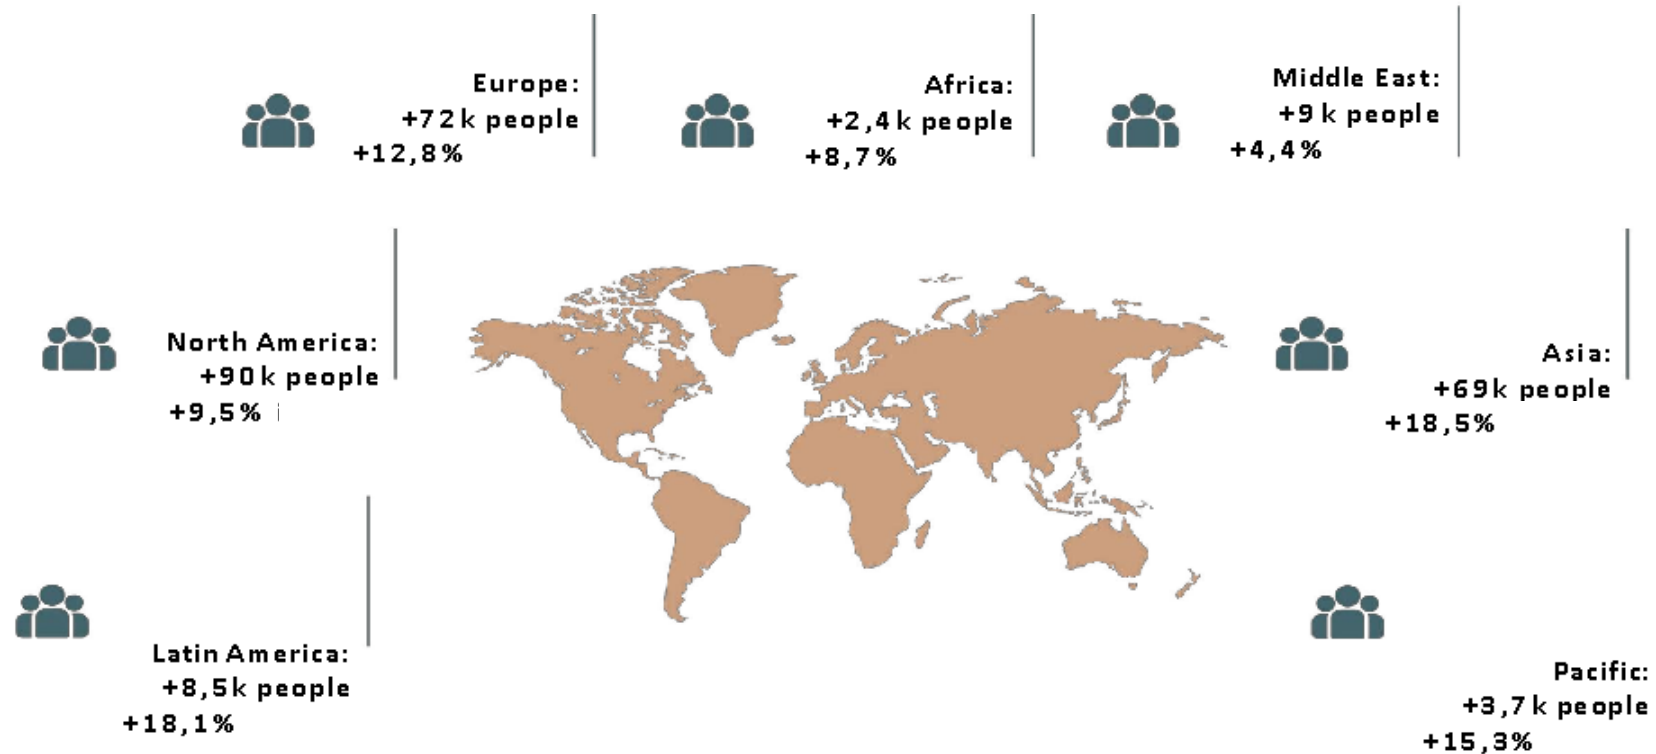 Europe:
+72k people
+12,8%
Africa:
+2,4k people
+8,7%
Middle East:
+9k people
+4,4%
North America:
+90k people
+9,5%
Asia:
+69k people
+18,5%
Latin America:
+8,5k people
+18,1%
Pacific:
+3,7k people
+15,3%